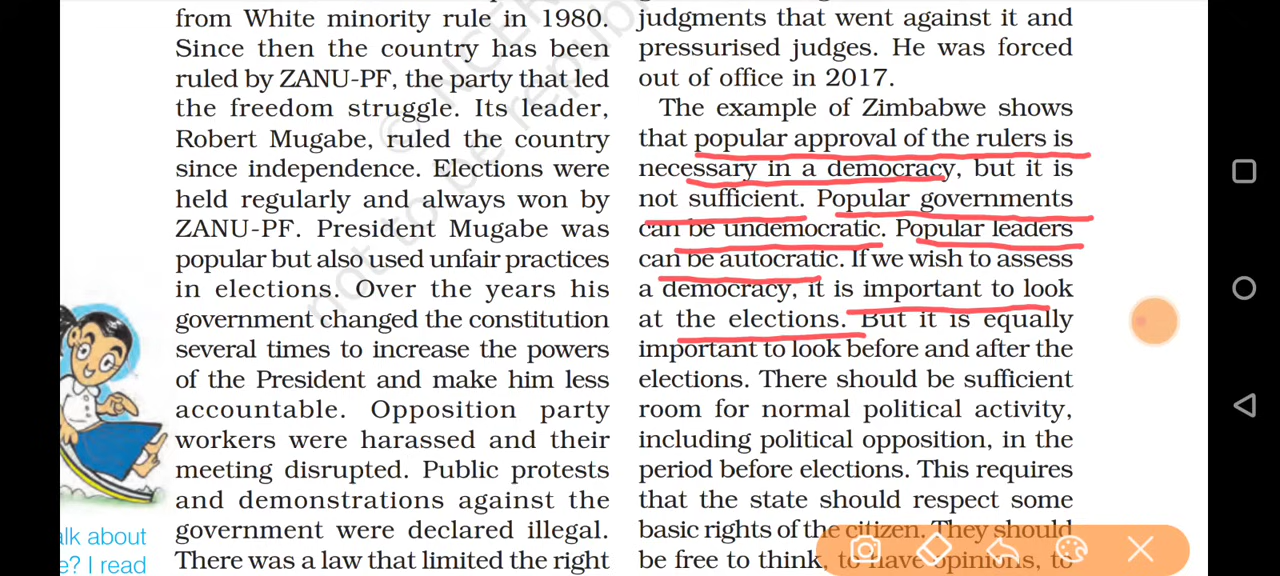 from White minority rule in 1980.
Since then the country has been
ruled by ZANU-PF, the party that led
the freedom struggle. Its leader,
Robert Mugabe, ruled the country
since independence. Elections were
held regularly and always won by
ZANU-PF. President Mugabe was
popular but also used unfair practices
in elections. Over the years his
government changed the constitution
several times to increase the powers
of the President and make him less
accountable. Opposition party
workers were harassed and their
meeting disrupted. Public protests
and demonstrations against the
government were declared illegal.
There was a law that limited the right
judgments that went against it and
pressurised judges. He was forced
out of office in 2017.
The example of Zimbabwe shows
that popular approval of the rulers is
necessary in a democracy, but it is
not sufficient. Popular governments
can be undemocratic. Popular leaders
can be autocratic. If we wish to assess
a democracy, it is important to look
at the elections. But it is equally
important to look before and after the
elections. There should be sufficient
room for normal political activity,
including political opposition, in the
period before elections. This requires
that the state should respect some
basic rights of the citizen. They should
be free to think, to have opinions, to
alk about
e? I read
not to be republ
© NCER